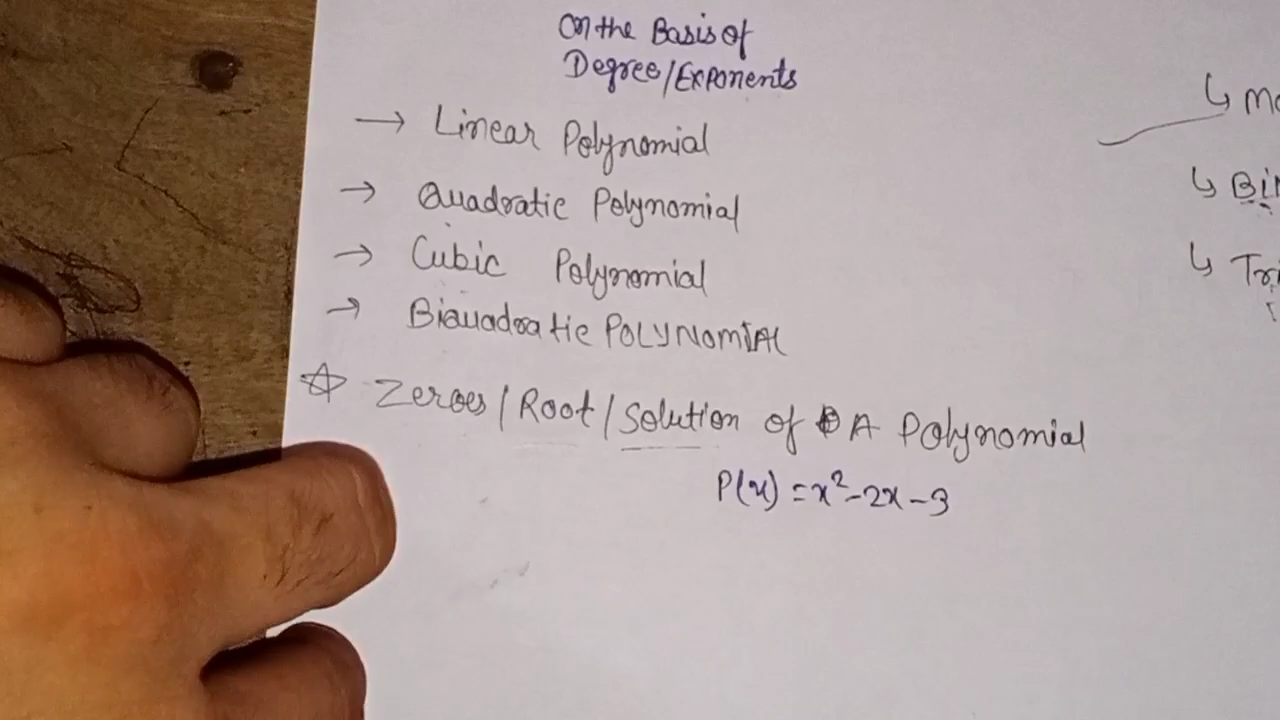 On the Basis of
Degree/Exponents
→ Linear Polynomial
→ Quadratic Polynomial
→ Cubic Polynomial
→ Biquadratic POLYNOMIAL
☆ Zeroes/Root/Solution of A Polynomial
P(x) = x²-2x-3